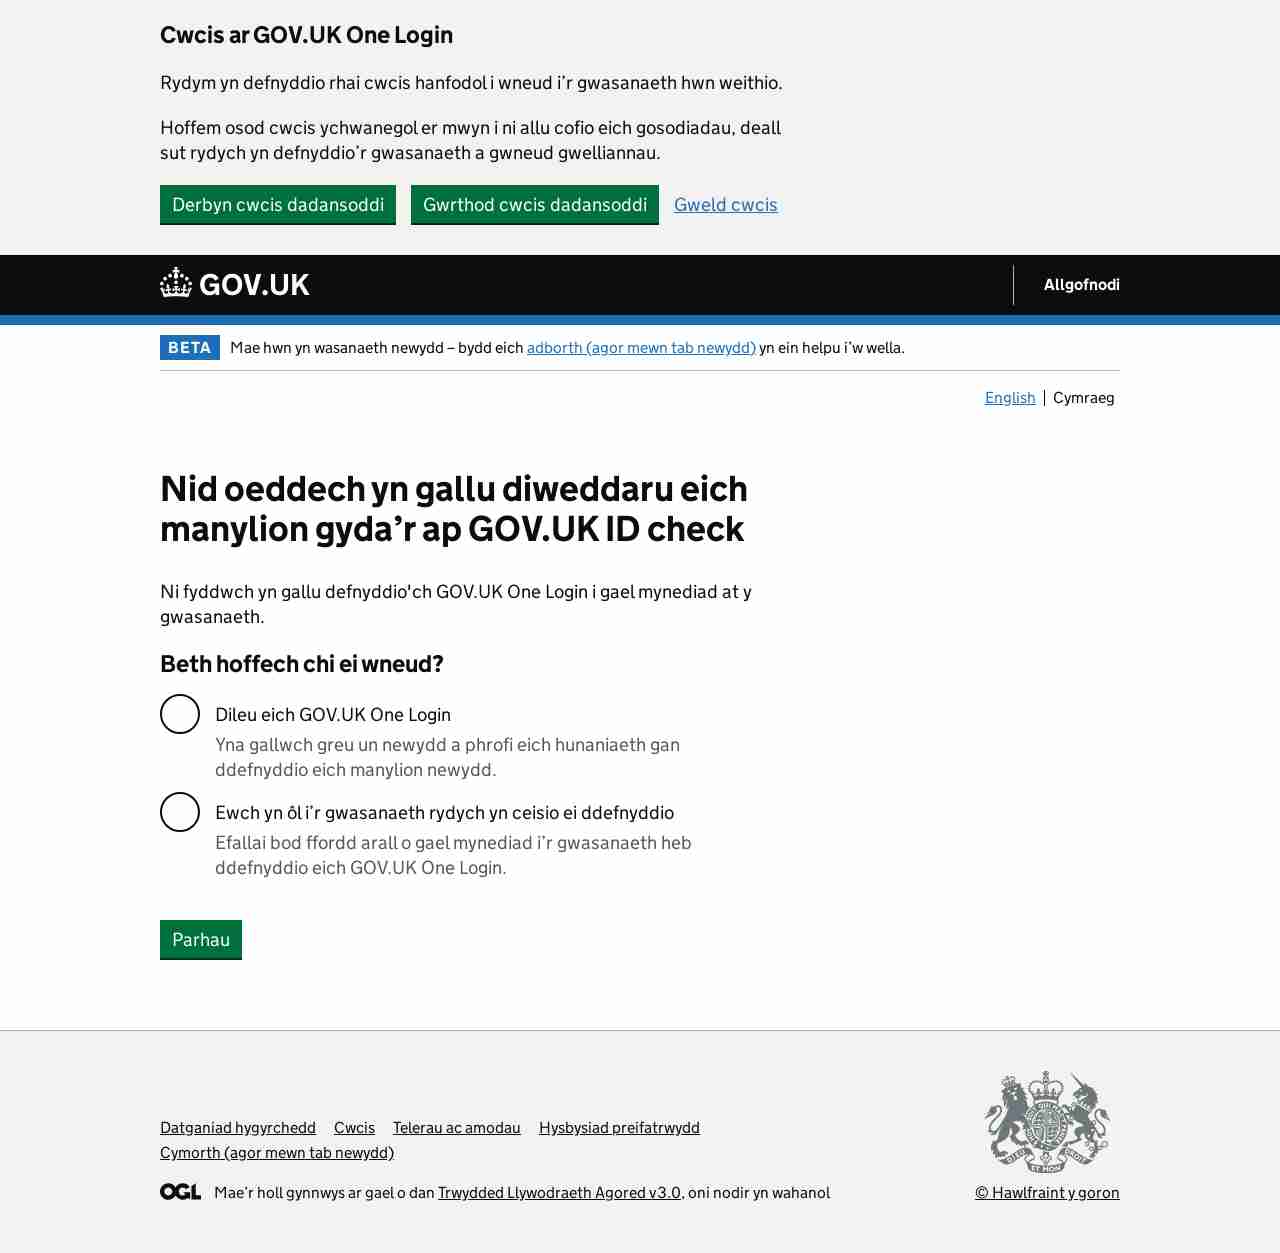 Cwcis ar GOV.UK One Login
Rydym yn defnyddio rhai cwcis hanfodol i wneud i’r gwasanaeth hwn weithio.
Hoffem osod cwcis ychwanegol er mwyn i ni allu cofio eich gosodiadau, deall
sut rydych yn defnyddio’r gwasanaeth a gwneud gwelliannau.
Derbyn cwcis dadansoddi Gwrthod cwcis dadansoddi Gweld cwcis
GOV.UK Allgofnodi
BETA Mae hwn yn wasanaeth newydd – bydd eich adborth (agor mewn tab newydd) yn ein helpu i’w wella.
English Cymraeg
Nid oeddech yn gallu diweddaru eich
manylion gyda’r ap GOV.UK ID check
Ni fyddwch yn gallu defnyddio'ch GOV.UK One Login i gael mynediad at y
gwasanaeth.
Beth hoffech chi ei wneud?
Dileu eich GOV.UK One Login
Yna gallwch greu un newydd a phrofi eich hunaniaeth gan
ddefnyddio eich manylion newydd.
Ewch yn ôl i’r gwasanaeth rydych yn ceisio ei ddefnyddio
Efallai bod ffordd arall o gael mynediad i’r gwasanaeth heb
ddefnyddio eich GOV.UK One Login.
Parhau
Datganiad hygyrchedd Cwcis Telerau ac amodau Hysbysiad preifatrwydd
Cymorth (agor mewn tab newydd)
DIEU ET MON DROIT
OGL Mae’r holl gynnwys ar gael o dan Trwydded Llywodraeth Agored v3.0, oni nodir yn wahanol
© Hawlfraint y goron